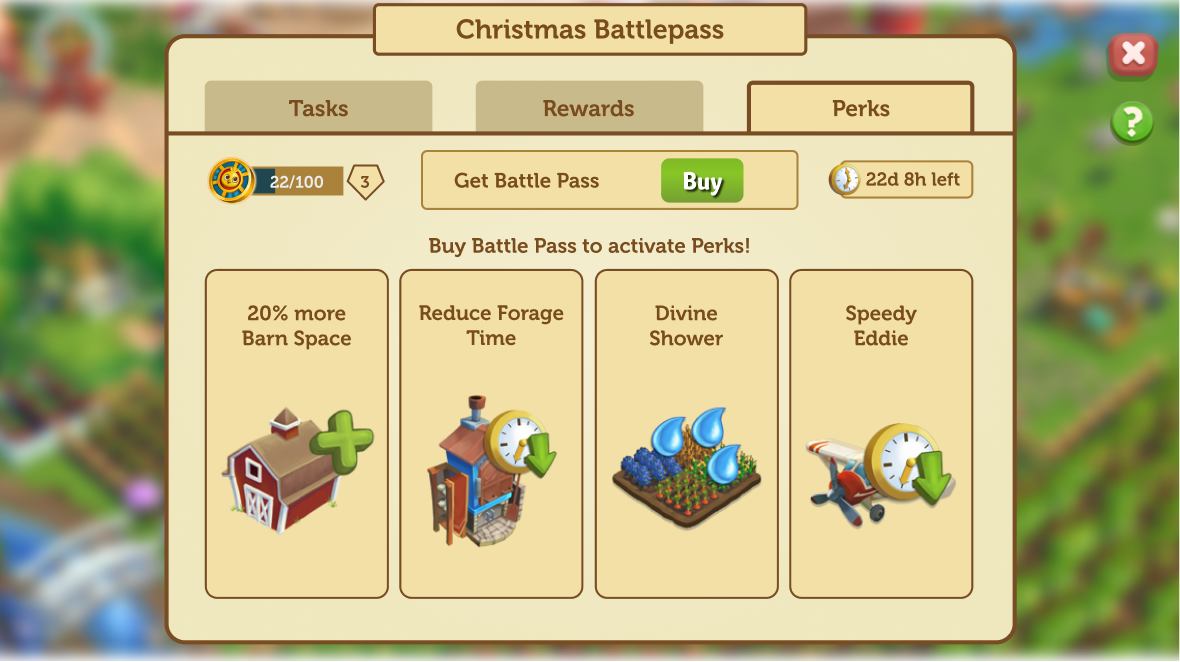 Christmas Battlepass
Tasks
Rewards
Perks
22/100
3
Get Battle Pass
Buy
22d 8h left
Buy Battle Pass to activate Perks!
20% more
Barn Space
Reduce Forage
Time
Divine
Shower
Speedy
Eddie
?